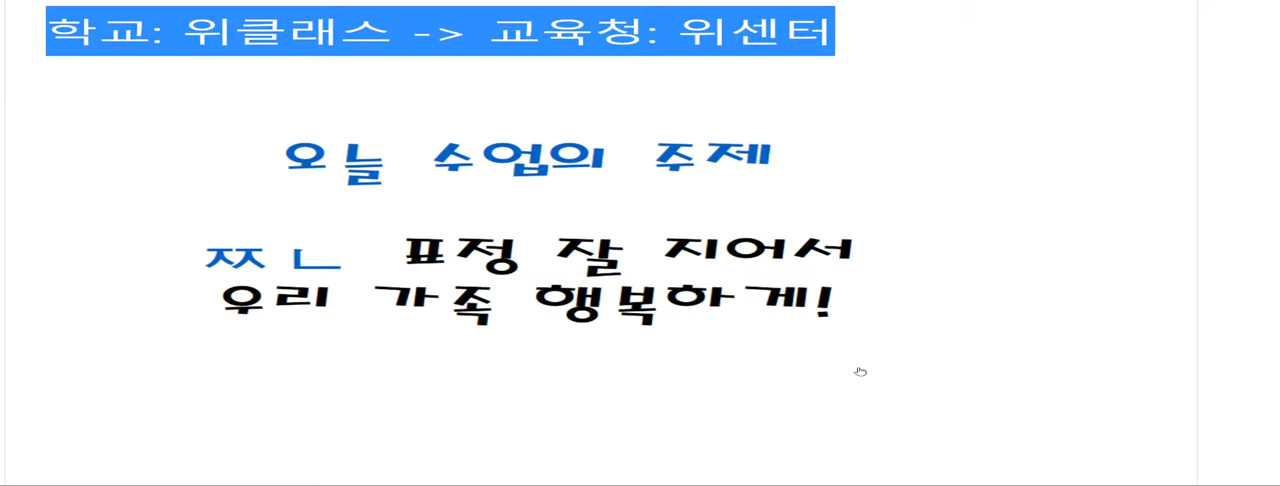 학교: 위클래스 -> 교육청: 위센터
오늘 수업의 주제
ㅉㄴ 표정 잘 지어서
우리 가족 행복하게!